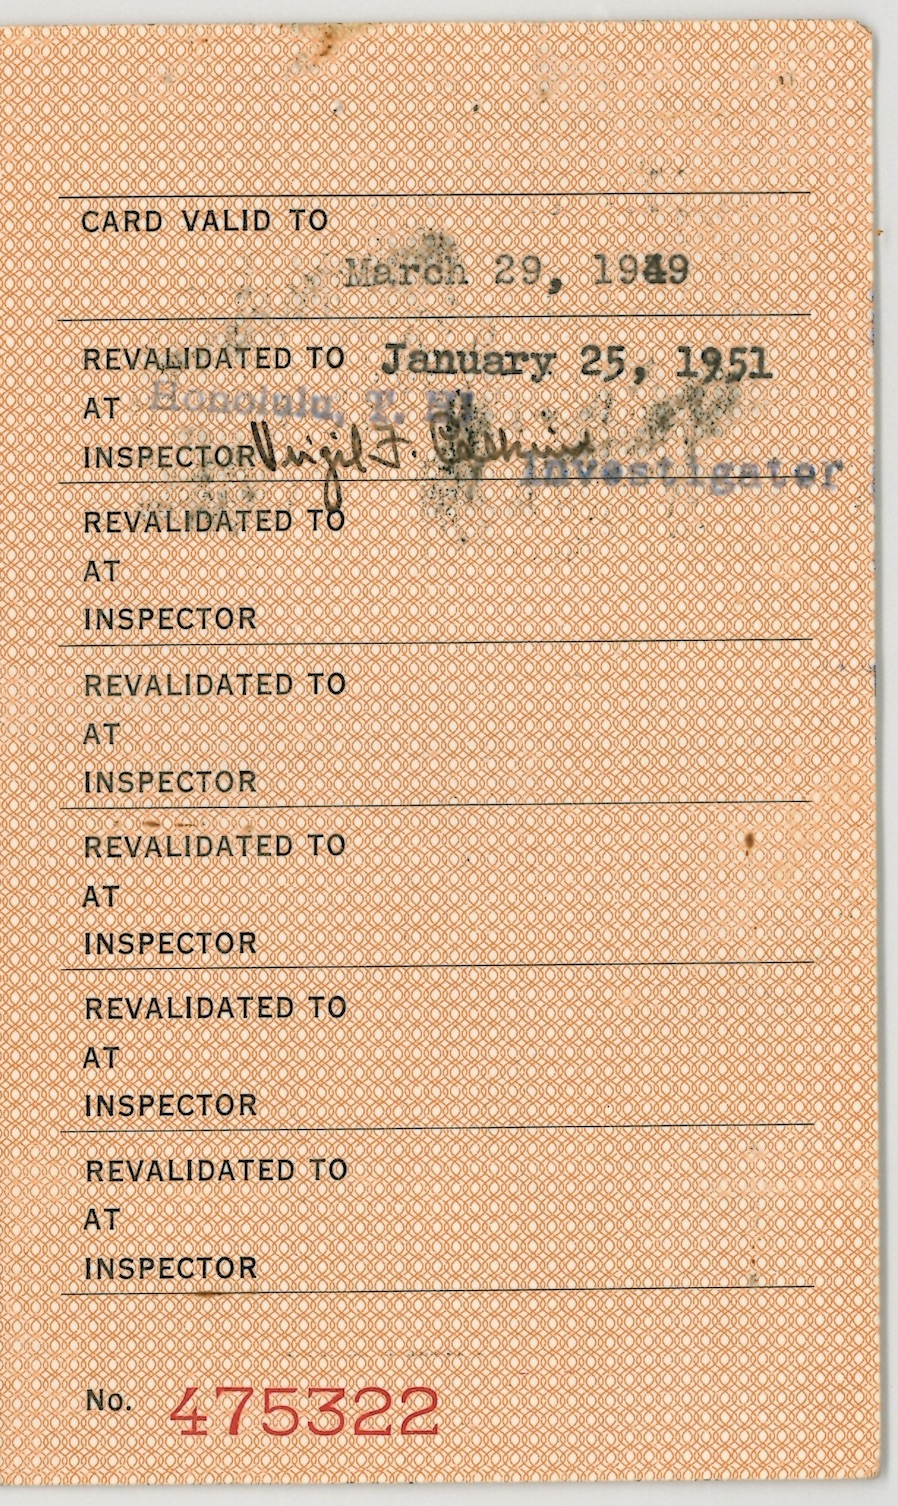 CARD VALID TO
March 29, 1949
REVALIDATED TO January 25, 1951
AT Honolulu, T. H.
INSPECTOR Virgil F.
Investigator
REVALIDATED TO
AT
INSPECTOR
REVALIDATED TO
AT
INSPECTOR
REVALIDATED TO
AT
INSPECTOR
REVALIDATED TO
AT
INSPECTOR
REVALIDATED TO
AT
INSPECTOR
No. 475322